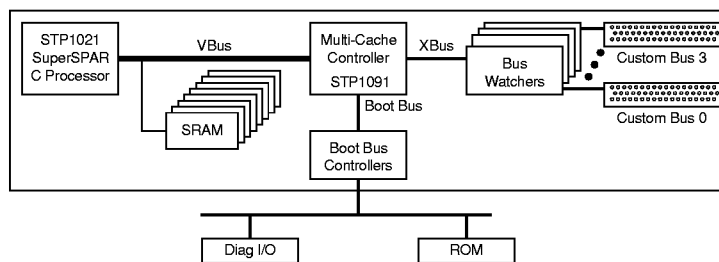 STP1021
SuperSPAR
C Processor
VBus
Multi-Cache
Controller
STP1091
XBus
Bus
Watchers
Custom Bus 3
Custom Bus 0
SRAM
Boot Bus
Boot Bus
Controllers
Diag I/O
ROM